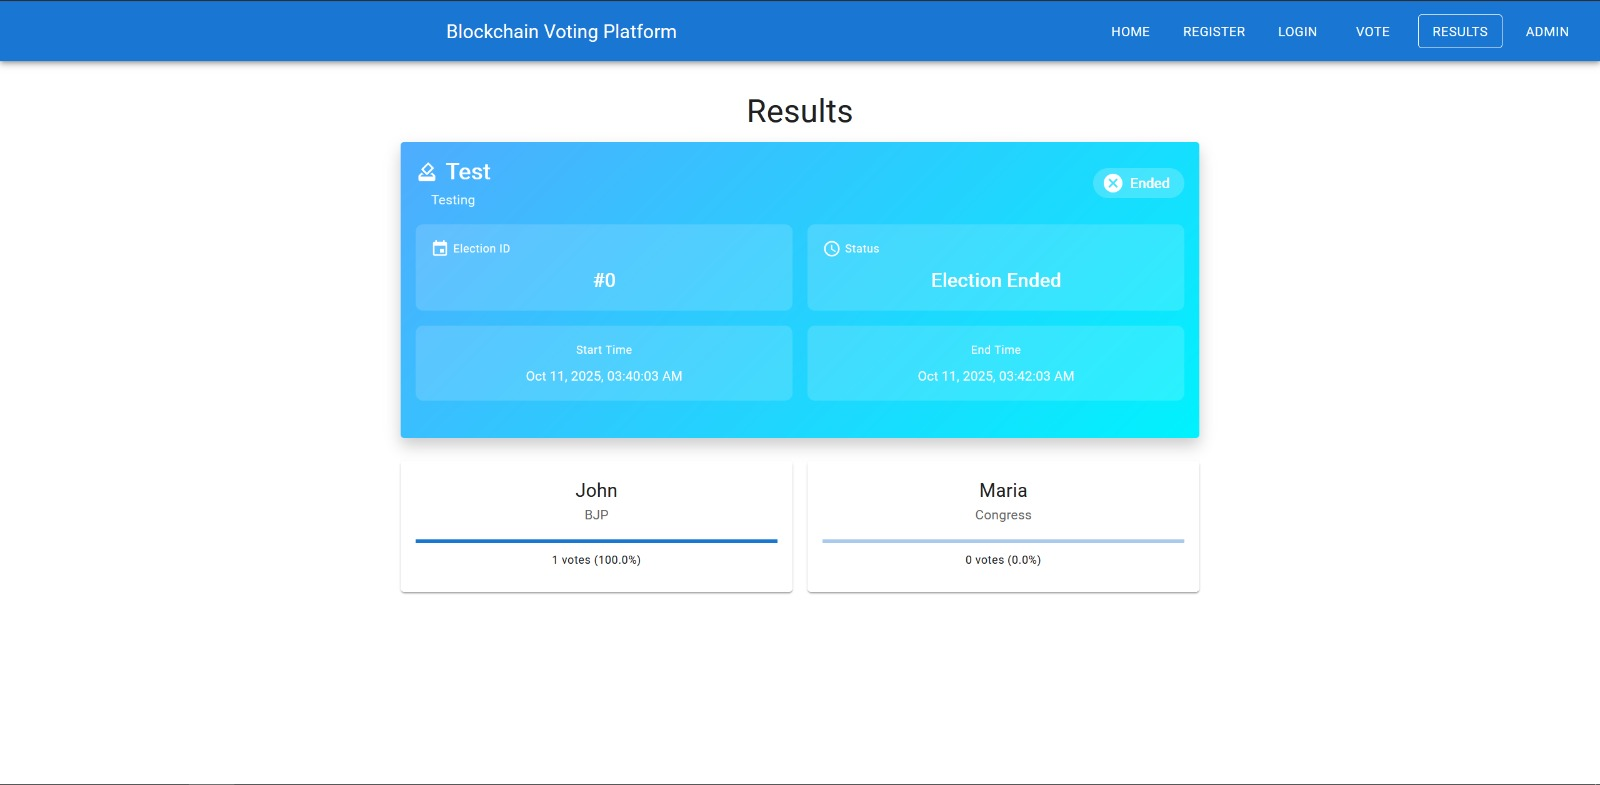 Blockchain Voting Platform
HOME REGISTER LOGIN VOTE RESULTS ADMIN
Results
Test
Testing
Ended
Election ID
#0
Status
Election Ended
Start Time
Oct 11, 2025, 03:40:03 AM
End Time
Oct 11, 2025, 03:42:03 AM
John
BJP
1 votes (100.0%)
Maria
Congress
0 votes (0.0%)